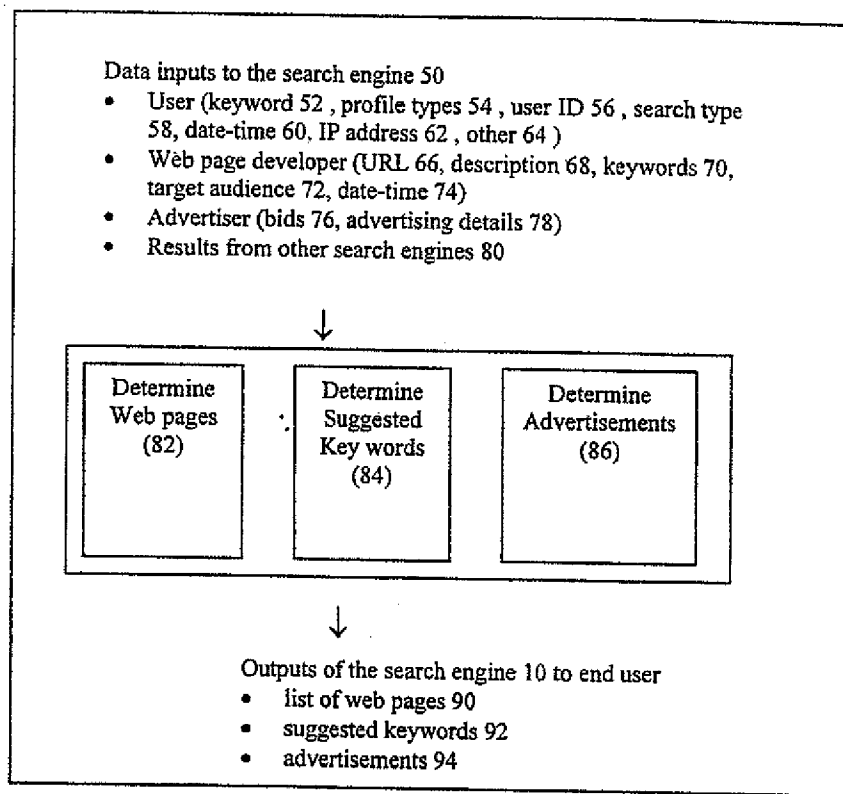 Data inputs to the search engine 50
• User (keyword 52 , profile types 54 , user ID 56 , search type
58, date-time 60, IP address 62 , other 64 )
• Web page developer (URL 66, description 68, keywords 70,
target audience 72, date-time 74)
• Advertiser (bids 76, advertising details 78)
• Results from other search engines 80
↓
Determine
Web pages
(82)
Determine
Suggested
Key words
(84)
Determine
Advertisements
(86)
↓
Outputs of the search engine 10 to end user
• list of web pages 90
• suggested keywords 92
• advertisements 94